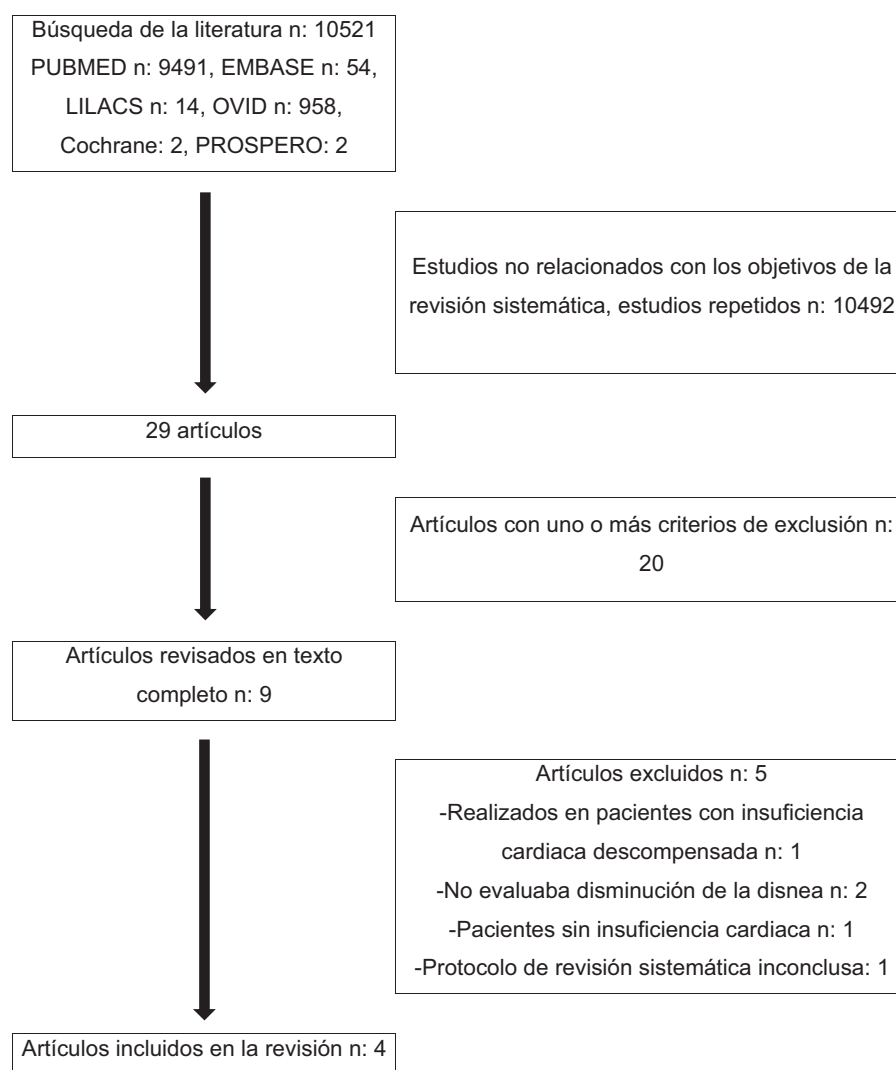 Búsqueda de la literatura n: 10521
PUBMED n: 9491, EMBASE n: 54,
LILACS n: 14, OVID n: 958,
Cochrane: 2, PROSPERO: 2
Estudios no relacionados con los objetivos de la
revisión sistemática, estudios repetidos n: 10492
29 artículos
Artículos con uno o más criterios de exclusión n:
20
Artículos revisados en texto
completo n: 9
Artículos excluidos n: 5
-Realizados en pacientes con insuficiencia
cardiaca descompensada n: 1
-No evaluaba disminución de la disnea n: 2
-Pacientes sin insuficiencia cardiaca n: 1
-Protocolo de revisión sistemática inconclusa: 1
Artículos incluidos en la revisión n: 4